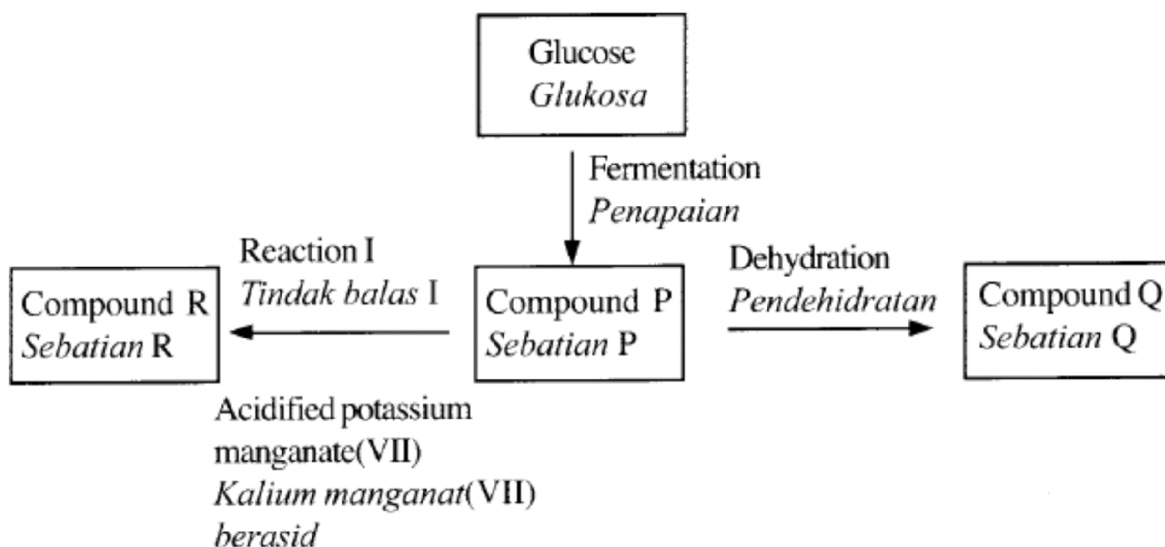 Glucose
Glukosa
Fermentation
Penapaian
Reaction I
Tindak balas I
Dehydration
Pendehidratan
Compound R
Sebatian R
Compound P
Sebatian P
Compound Q
Sebatian Q
Acidified potassium
manganate(VII)
Kalium manganat(VII)
berasid